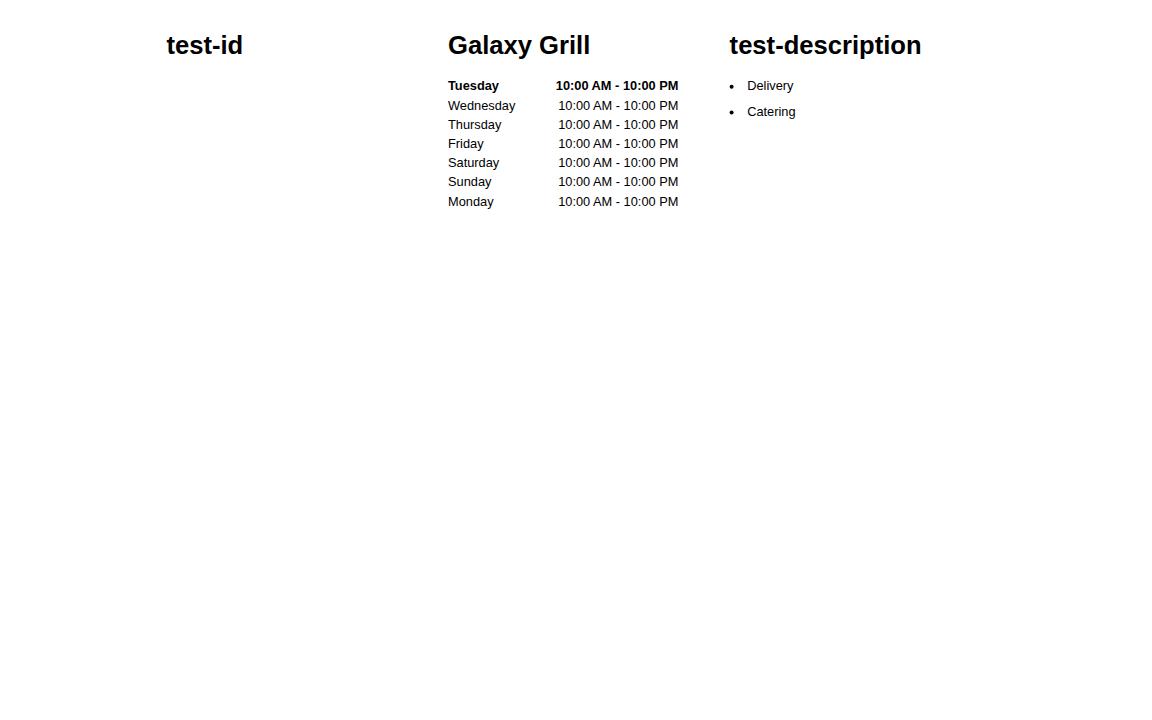 test-id
Galaxy Grill
Tuesday 10:00 AM - 10:00 PM
Wednesday 10:00 AM - 10:00 PM
Thursday 10:00 AM - 10:00 PM
Friday 10:00 AM - 10:00 PM
Saturday 10:00 AM - 10:00 PM
Sunday 10:00 AM - 10:00 PM
Monday 10:00 AM - 10:00 PM
test-description
• Delivery
• Catering